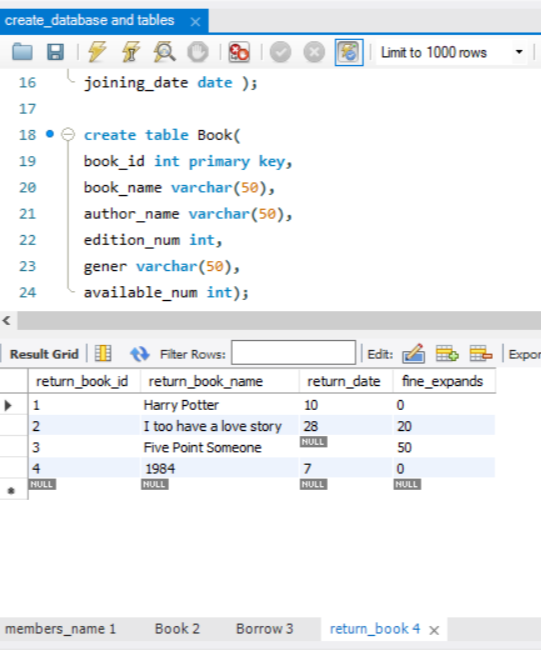 create_database and tables
Limit to 1000 rows
16 joining_date date );
17
18 create table Book(
19 book_id int primary key,
20 book_name varchar(50),
21 author_name varchar(50),
22 edition_num int,
23 gener varchar(50),
24 available_num int);
Result Grid Filter Rows: Edit: Expor
return_book_id return_book_name return_date fine_expands
1 Harry Potter 10 0
2 I too have a love story 28 20
3 Five Point Someone NULL 50
4 1984 7 0
NULL NULL NULL NULL
members_name 1 Book 2 Borrow 3 return_book 4